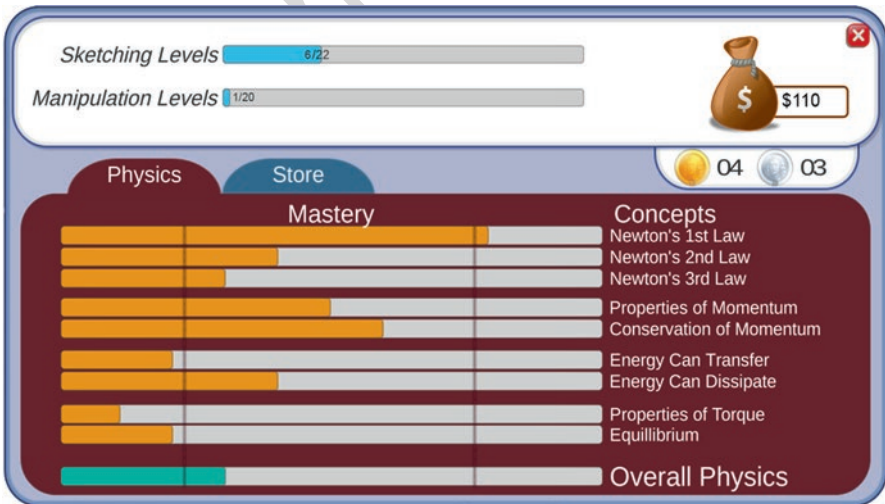 Sketching Levels 6/22
Manipulation Levels 1/20
$ $110
04 03
Physics Store
Mastery Concepts
Newton's 1st Law
Newton's 2nd Law
Newton's 3rd Law
Properties of Momentum
Conservation of Momentum
Energy Can Transfer
Energy Can Dissipate
Properties of Torque
Equillibrium
Overall Physics